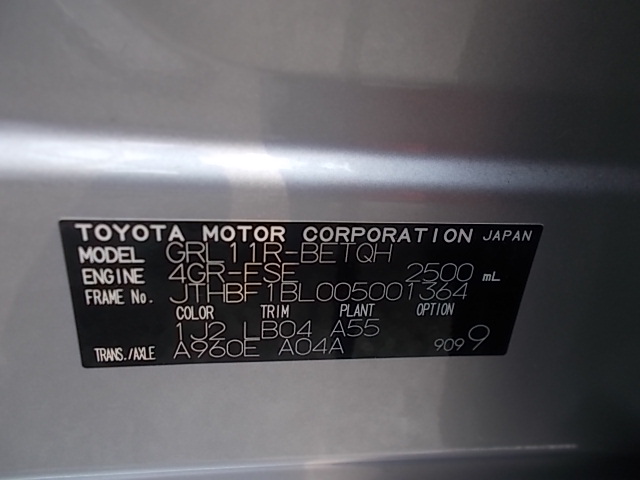 TOYOTA MOTOR CORPORATION JAPAN
MODEL GRL11R-BETQH
ENGINE 4GR-FSE 2500 mL
FRAME No. JTHBF1BL005001364
COLOR TRIM PLANT OPTION
1J2 LB04 A55
TRANS./AXLE A960E A04A 909 9